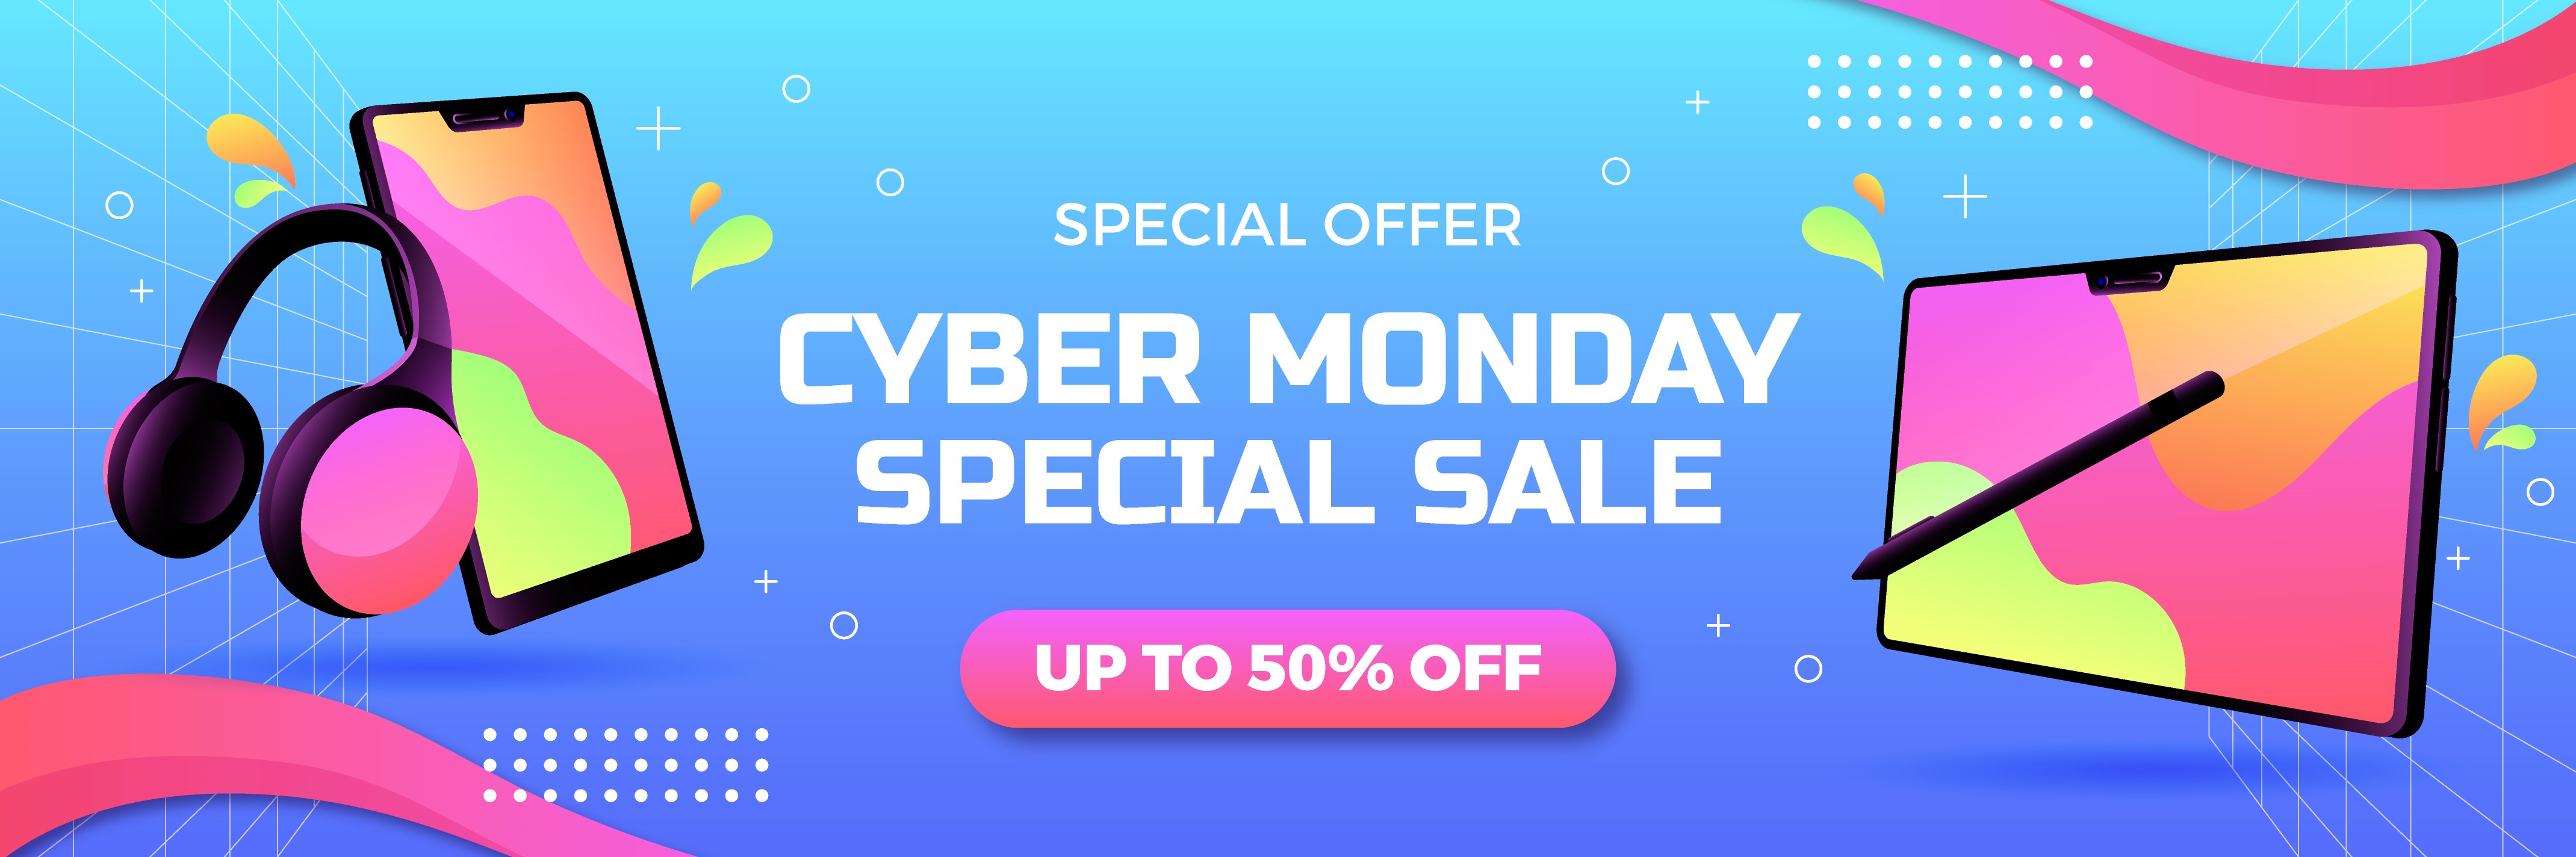 SPECIAL OFFER
CYBER MONDAY
SPECIAL SALE
UP TO 50% OFF